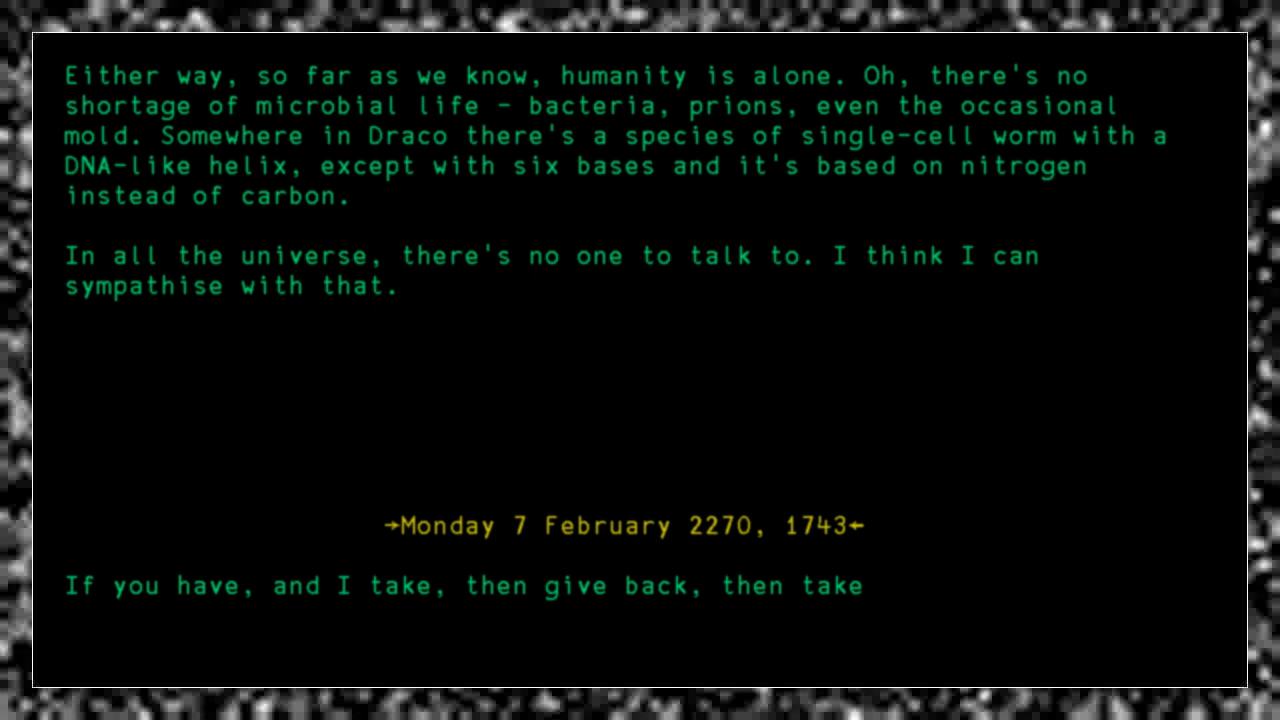 Either way, so far as we know, humanity is alone. Oh, there's no
shortage of microbial life - bacteria, prions, even the occasional
mold. Somewhere in Draco there's a species of single-cell worm with a
DNA-like helix, except with six bases and it's based on nitrogen
instead of carbon.
In all the universe, there's no one to talk to. I think I can
sympathise with that.
→Monday 7 February 2270, 1743←
If you have, and I take, then give back, then take